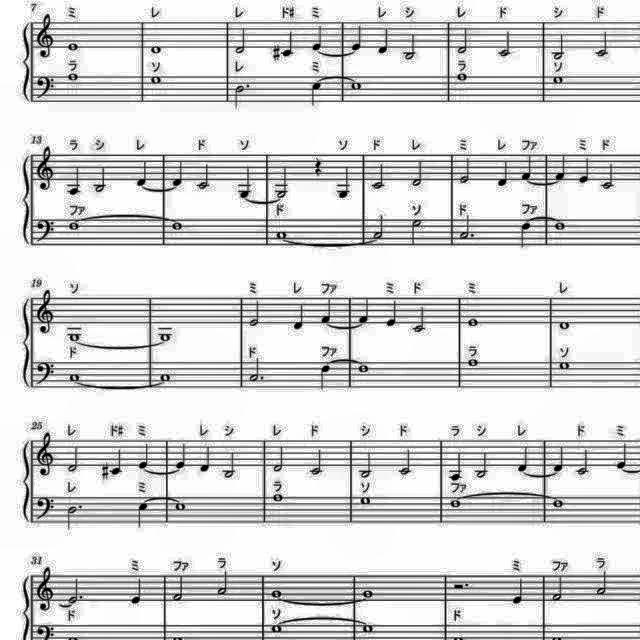 7 ミ レ レ ド# ミ レ シ レ ド シ ド
ラ ソ レ ミ ラ ソ
13 ラ シ レ ド ソ ソ ド レ ミ レ ファ ミ ド
ファ ド ソ ド ファ
19 ソ ミ レ ファ ミ ド ミ レ
ド ド ファ ラ ソ
25 レ ド# ミ レ シ レ ド シ ド ラ シ レ ド ミ
レ ミ ラ ソ ファ
31 ミ ファ ラ ソ ミ ファ ラ
ド ソ ド